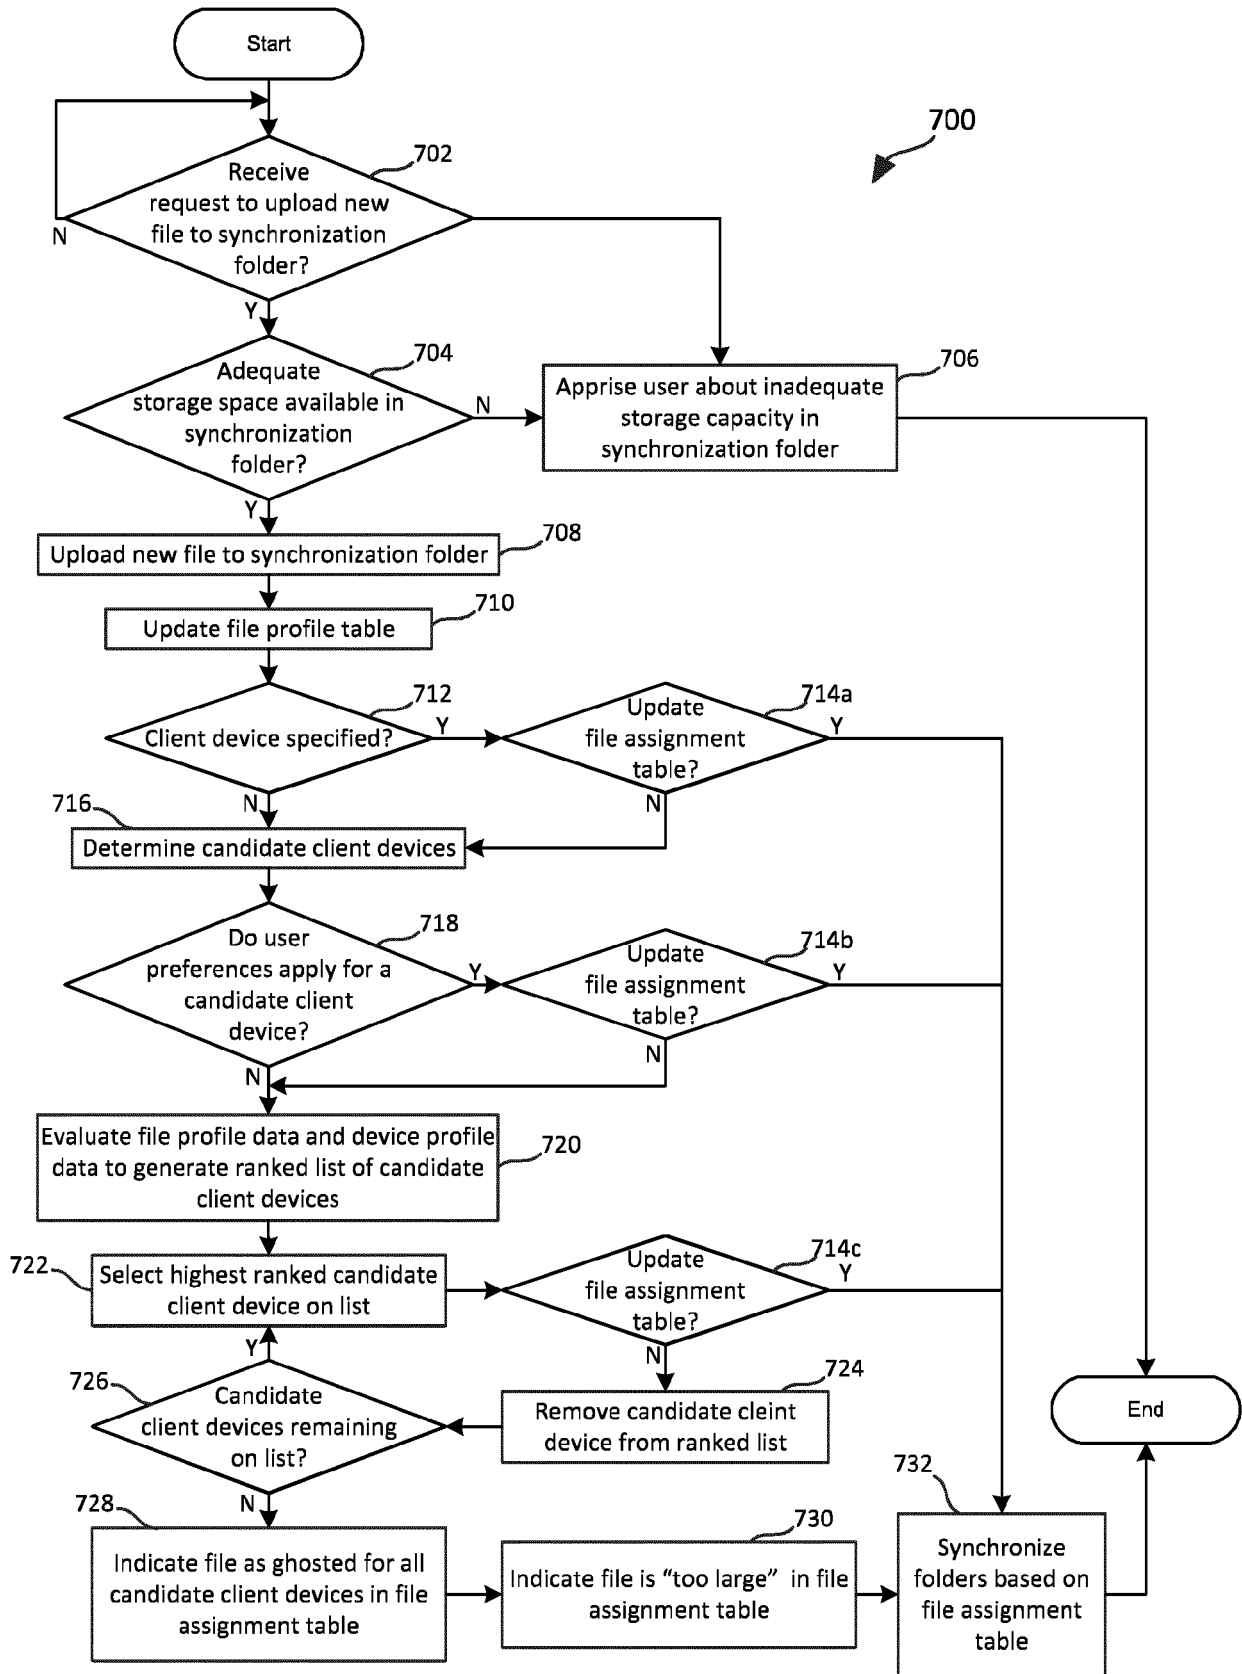 Start
700
702
Receive
request to upload new
file to synchronization
folder?
N
Y
704
Adequate
storage space available in
synchronization
folder?
N
706
Apprise user about inadequate
storage capacity in
synchronization folder
Y
708
Upload new file to synchronization folder
710
Update file profile table
712
Client device specified?
Y
714a
Update
file assignment
table?
Y
N
N
716
Determine candidate client devices
718
Do user
preferences apply for a
candidate client
device?
Y
714b
Update
file assignment
table?
Y
N
N
Evaluate file profile data and device profile
data to generate ranked list of candidate
client devices
720
722
Select highest ranked candidate
client device on list
714c
Update
file assignment
table?
Y
Y
N
726
Candidate
client devices remaining
on list?
724
Remove candidate cleint
device from ranked list
End
N
728
Indicate file as ghosted for all
candidate client devices in file
assignment table
730
Indicate file is “too large” in file
assignment table
732
Synchronize
folders based on
file assignment
table